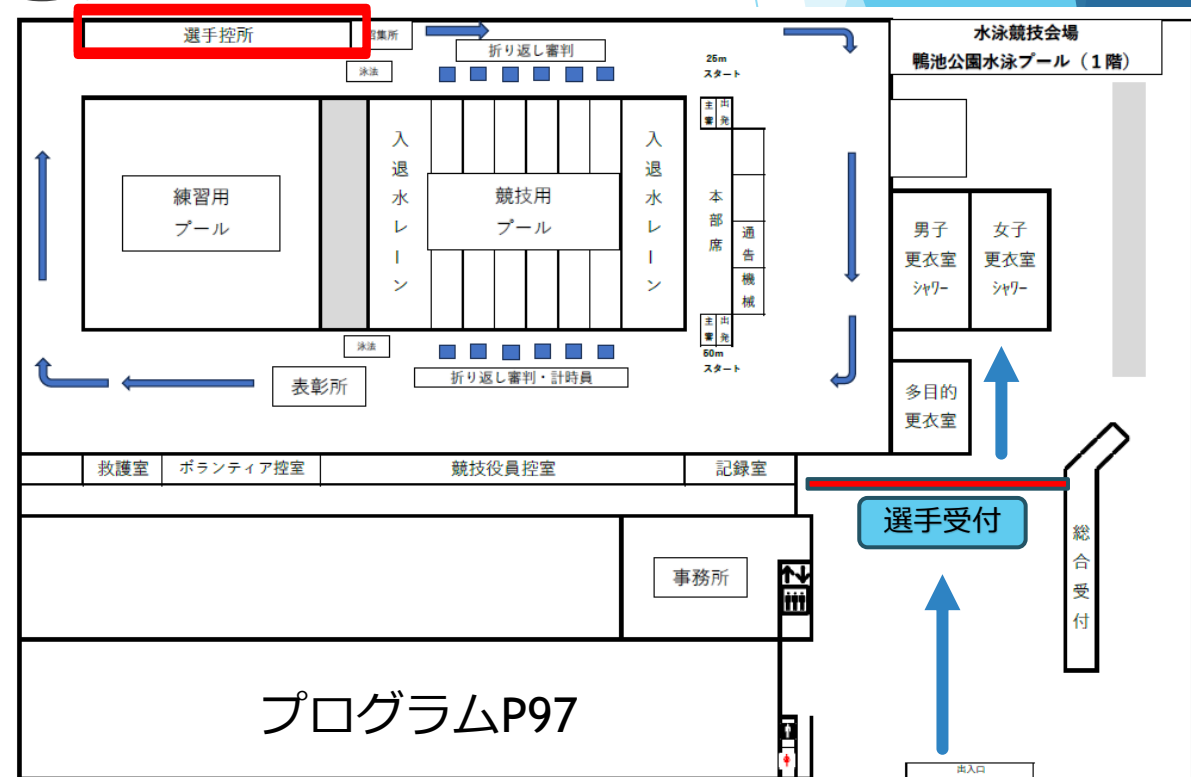 選手控所
集所
折り返し審判
泳法
25m
スタート
水泳競技会場
鴨池公園水泳プール（１階）
主審
出発
練習用
プール
入退水レーン
競技用
プール
入退水レーン
本部席
通告
機械
男子
更衣室
ｼｬﾜｰ
女子
更衣室
ｼｬﾜｰ
主審
出発
50m
スタート
泳法
折り返し審判・計時員
表彰所
多目的
更衣室
救護室
ボランティア控室
競技役員控室
記録室
選手受付
総合受付
事務所
プログラムP97
出入口